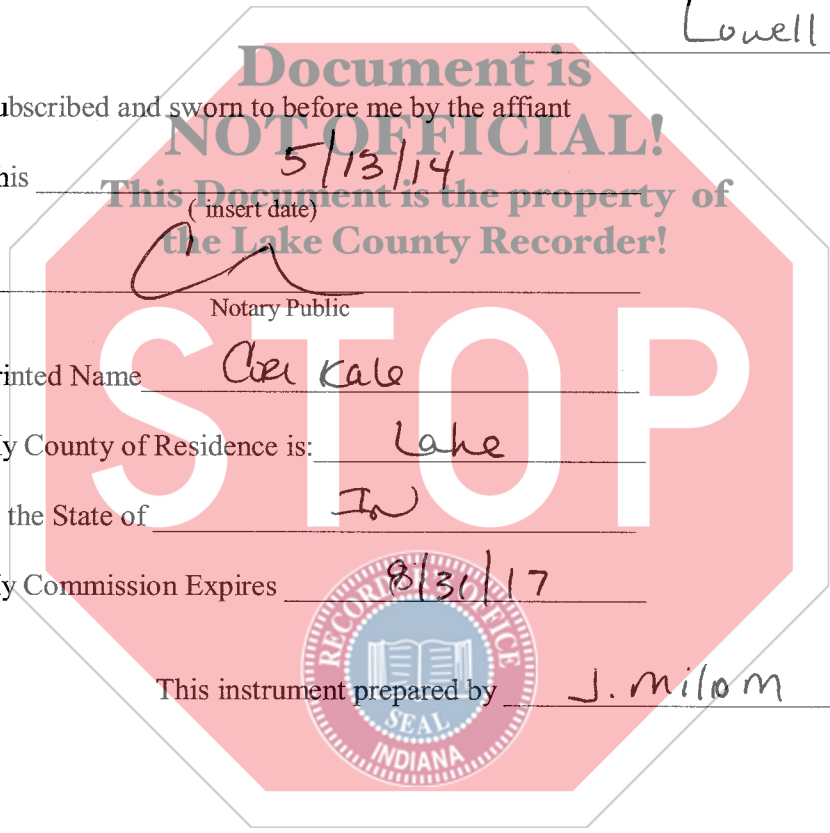 Lowell
Document is
ubscribed and sworn to before me by the affiant
NOT OFFICIAL!
his 5/13/14
This Document is the property of
( insert date)
the Lake County Recorder!
Notary Public
STOP
rinted Name Kale
y County of Residence is: Lake
the State of IN
y Commission Expires 8/31/17
RECORDER'S OFFICE
This instrument prepared by J. Milom
SEAL
INDIANA